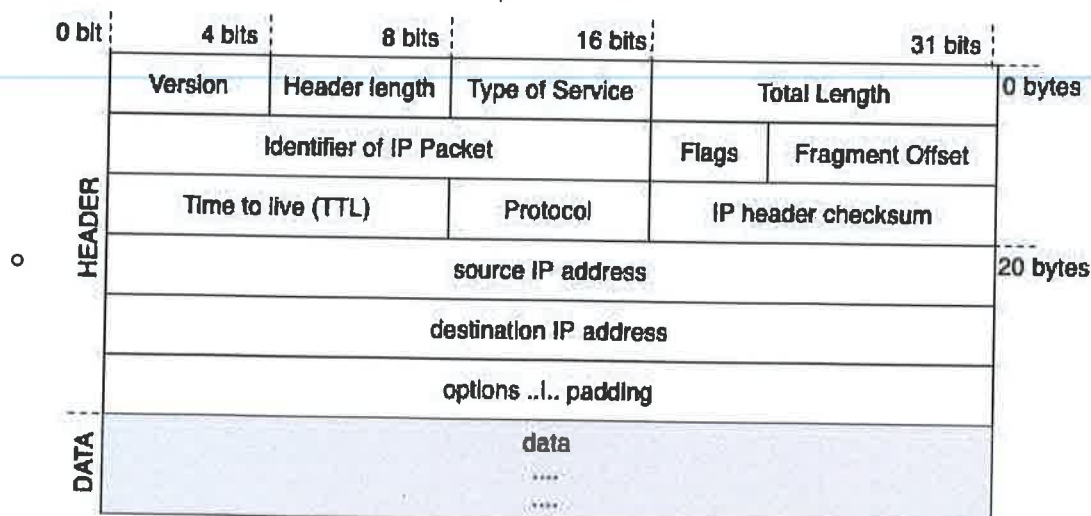 0 bit 4 bits 8 bits 16 bits 31 bits
Version Header length Type of Service Total Length 0 bytes
Identifier of IP Packet Flags Fragment Offset
Time to live (TTL) Protocol IP header checksum
HEADER
source IP address 20 bytes
destination IP address
options ..I.. padding
DATA
data
....
....